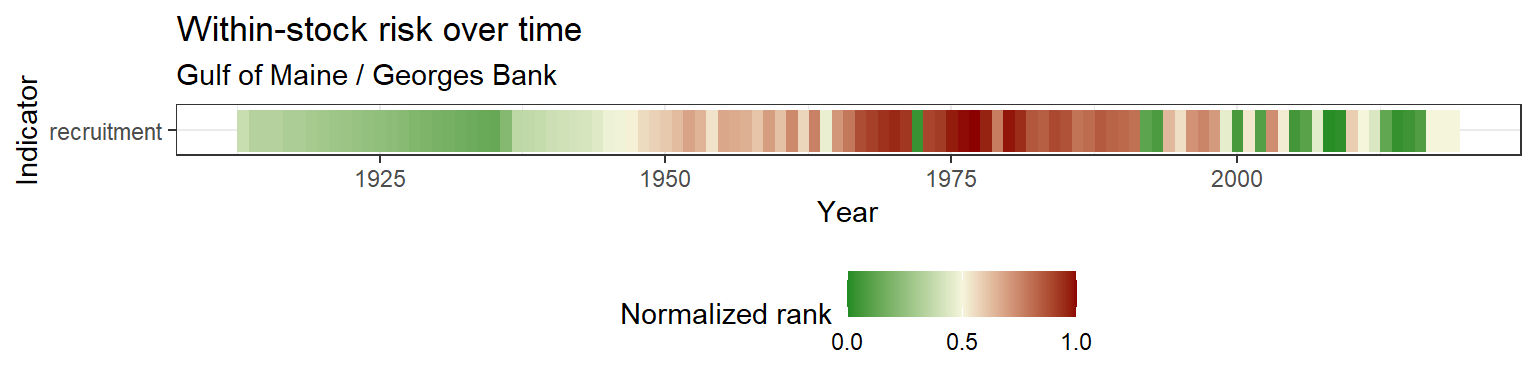 Within-stock risk over time
Gulf of Maine / Georges Bank
Indicator
recruitment
1925 1950 1975 2000
Year
Normalized rank
0.0 0.5 1.0